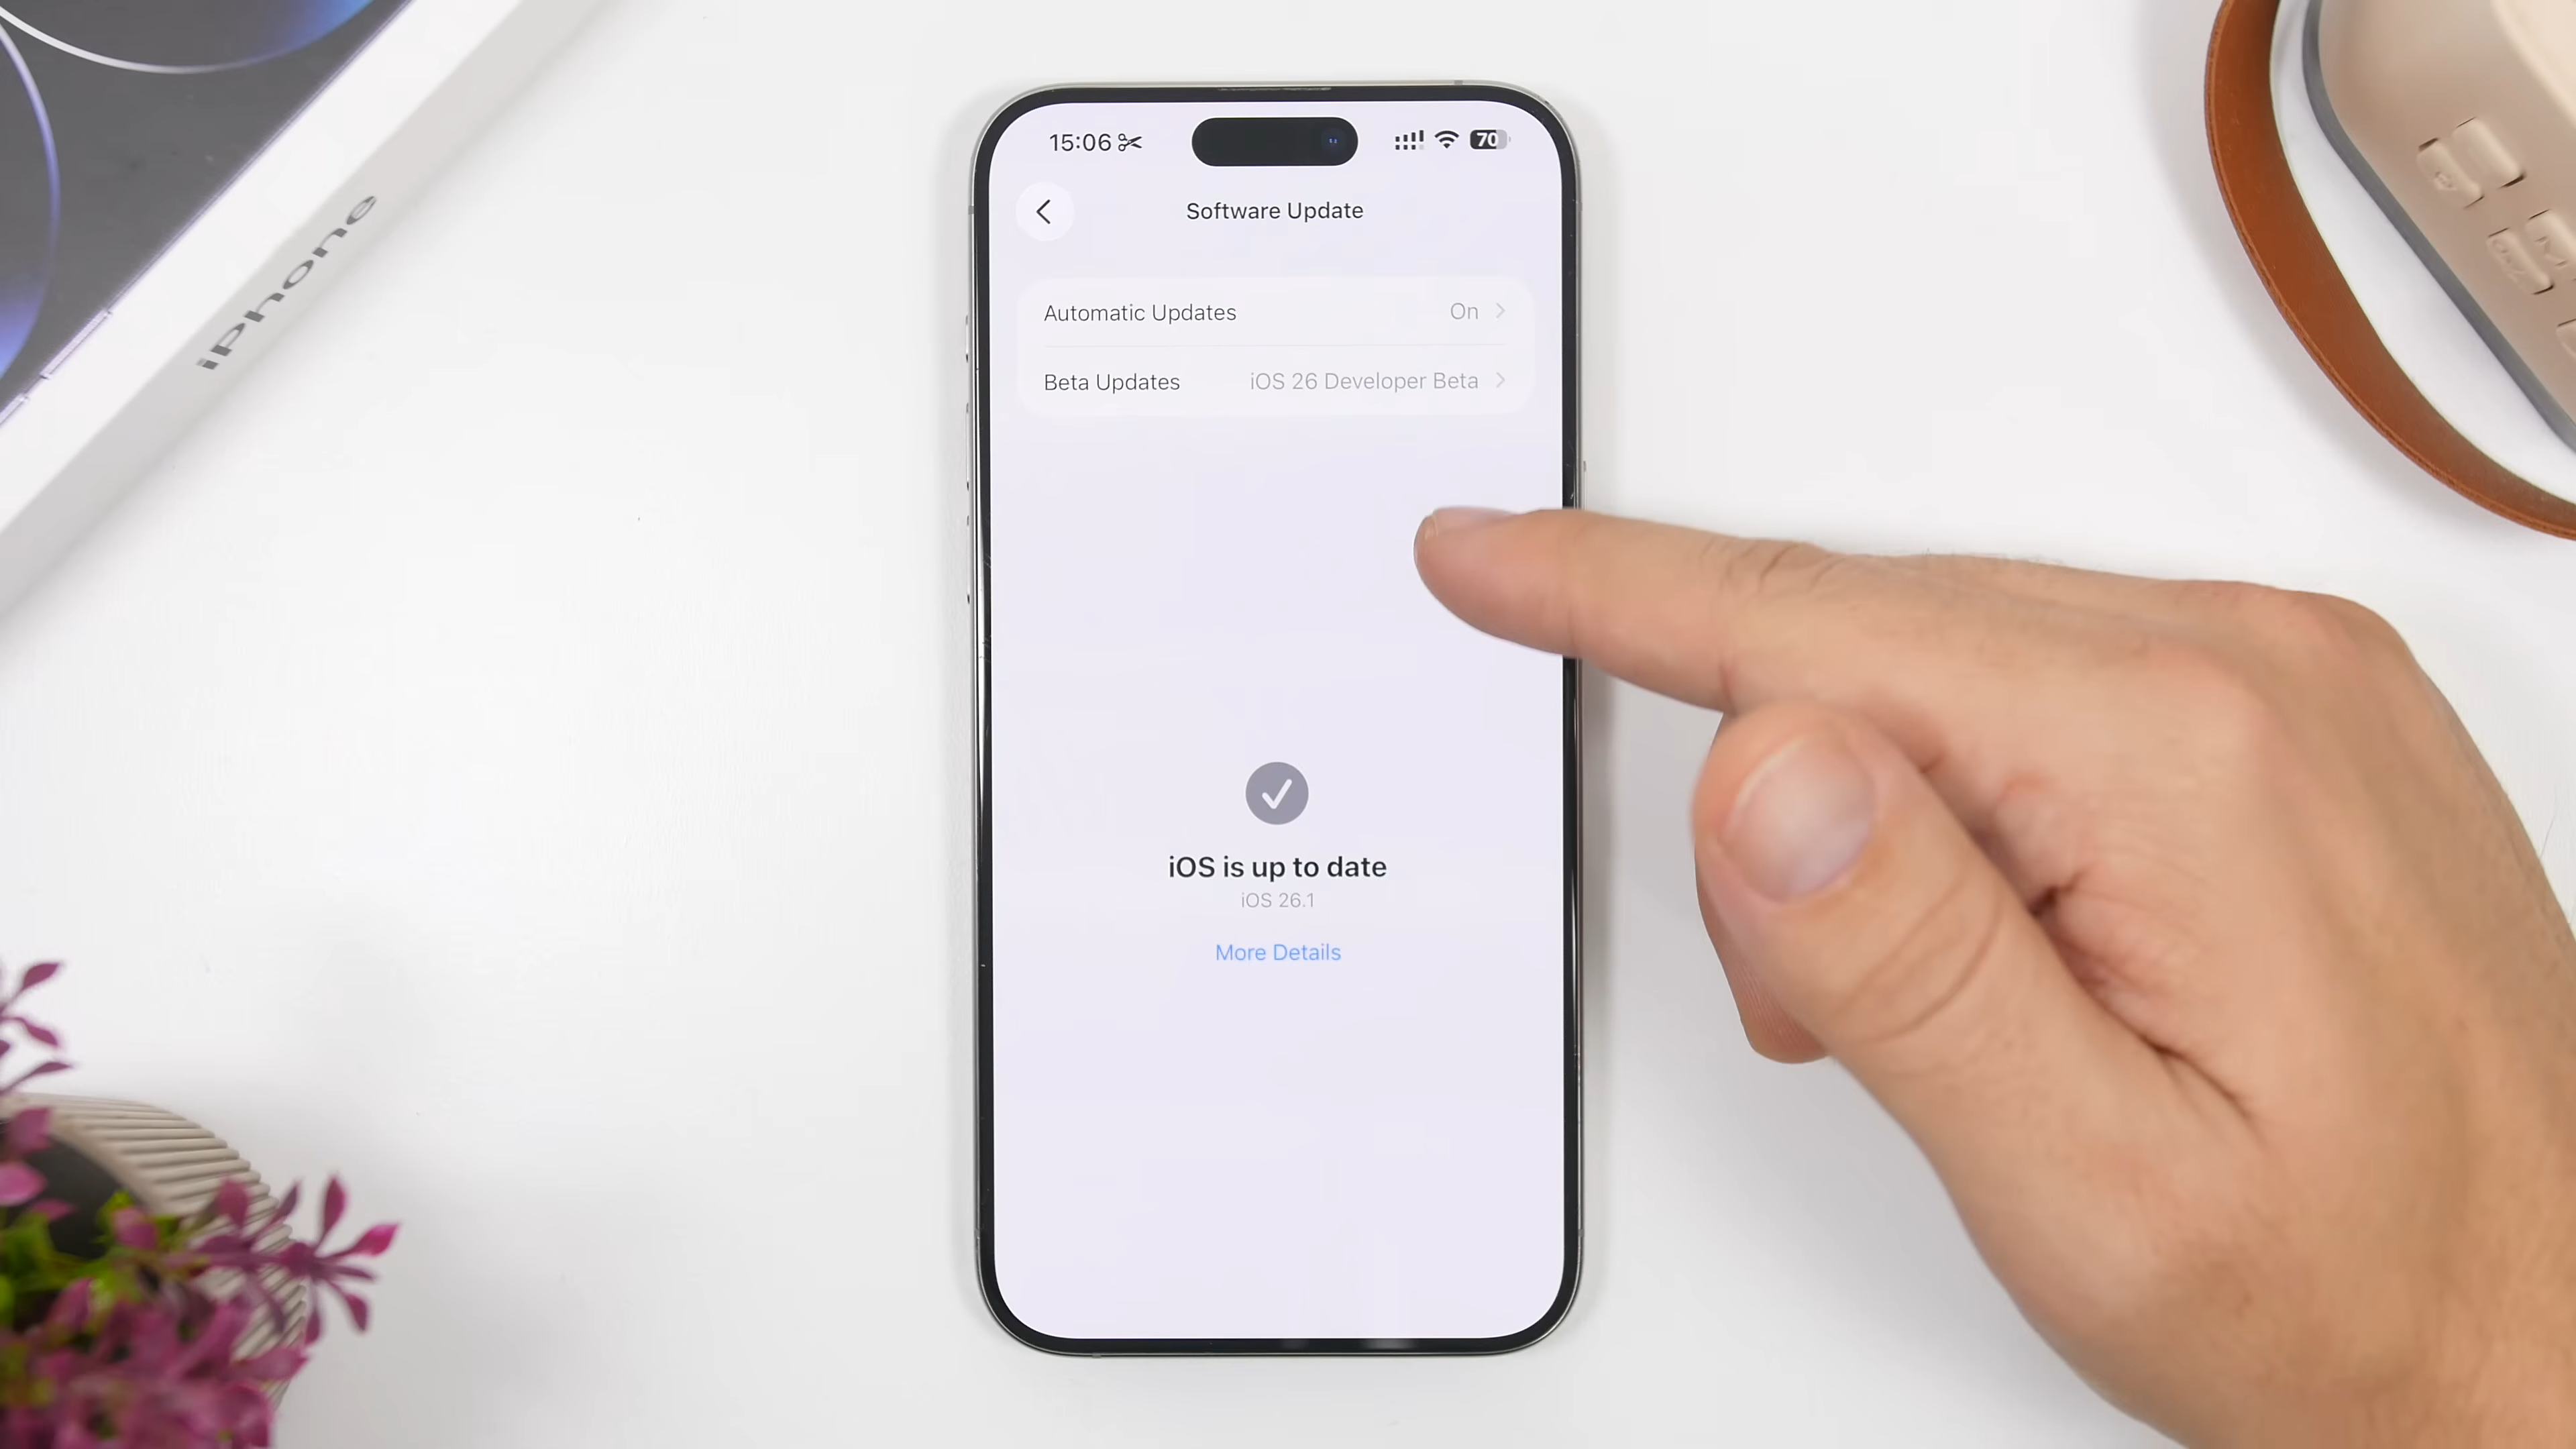 iPhone
15:06
70
Software Update
Automatic Updates On
Beta Updates iOS 26 Developer Beta
iOS is up to date
iOS 26.1
More Details